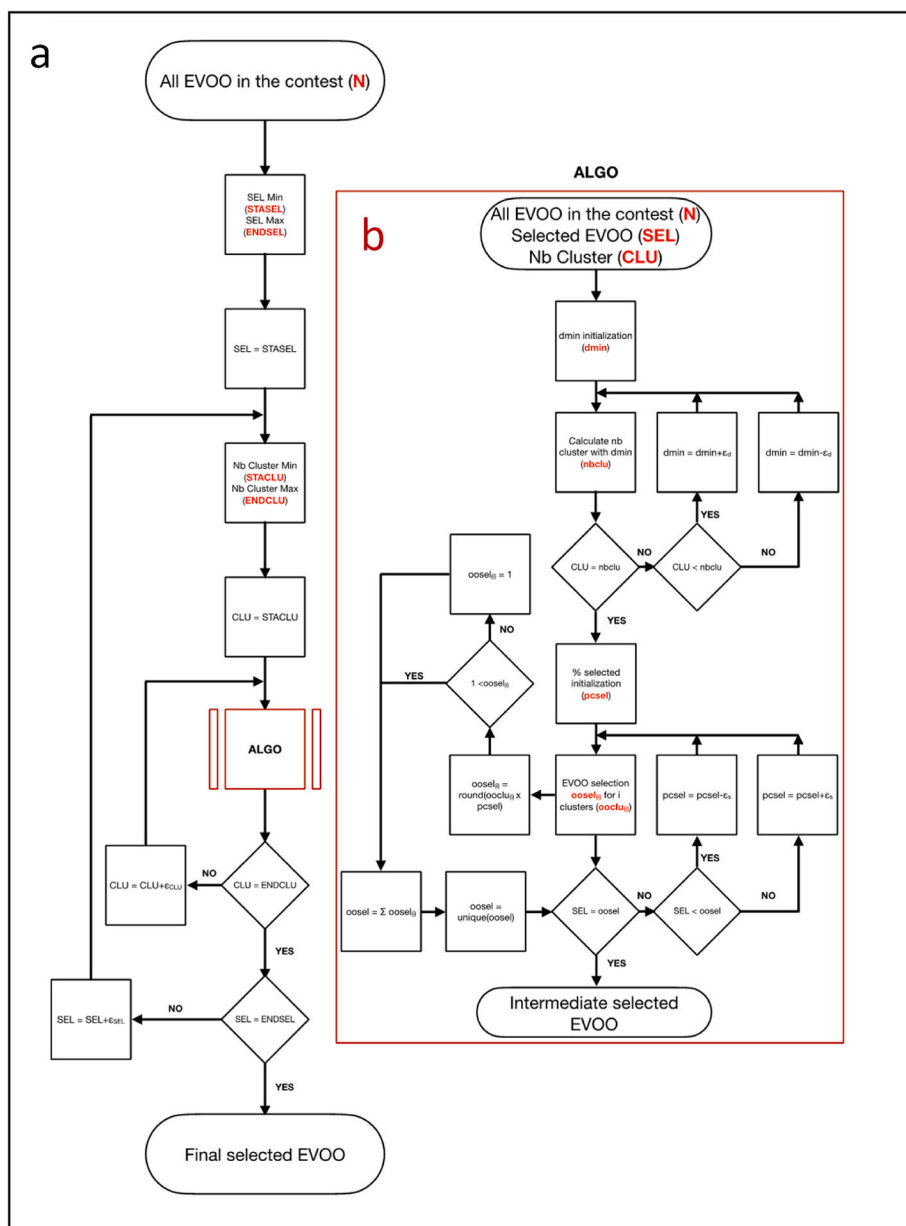 a
All EVOO in the contest (N)
SEL Min
(STASEL)
SEL Max
(ENDSEL)
SEL = STASEL
Nb Cluster Min
(STACLU)
Nb Cluster Max
(ENDCLU)
CLU = STACLU
ALGO
CLU = ENDCLU
NO
CLU = CLU+εCLU
YES
SEL = ENDSEL
NO
SEL = SEL+εSEL
YES
Final selected EVOO
ALGO
b
All EVOO in the contest (N)
Selected EVOO (SEL)
Nb Cluster (CLU)
dmin initialization
(dmin)
Calculate nb
cluster with dmin
(nbclu)
dmin = dmin+εd
dmin = dmin-εd
YES
CLU = nbclu
NO
CLU < nbclu
NO
YES
oosel(i) = 1
NO
1 <oosel(i)
YES
% selected
initialization
(pcsel)
oosel(i) =
round(ooclu(i) x
pcsel)
EVOO selection
oosel(i) for i
clusters (ooclu(i))
pcsel = pcsel-εs
pcsel = pcsel+εs
YES
oosel = Σ oosel(i)
oosel =
unique(oosel)
SEL = oosel
NO
SEL < oosel
NO
YES
Intermediate selected
EVOO